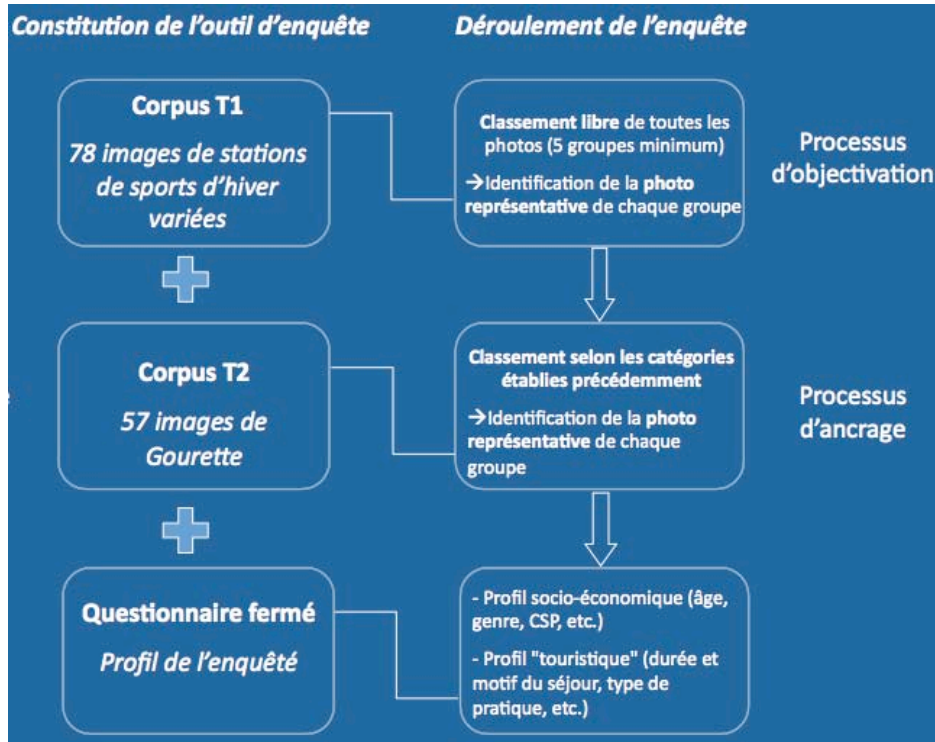 Constitution de l'outil d'enquête
Déroulement de l'enquête
Corpus T1
78 images de stations
de sports d'hiver
variées
Classement libre de toutes les
photos (5 groupes minimum)
→Identification de la photo
représentative de chaque groupe
Processus
d'objectivation
Corpus T2
57 images de
Gourette
Classement selon les catégories
établies précédemment
→Identification de la photo
représentative de chaque
groupe
Processus
d'ancrage
Questionnaire fermé
Profil de l'enquêté
- Profil socio-économique (âge,
genre, CSP, etc.)
- Profil "touristique" (durée et
motif du séjour, type de
pratique, etc.)